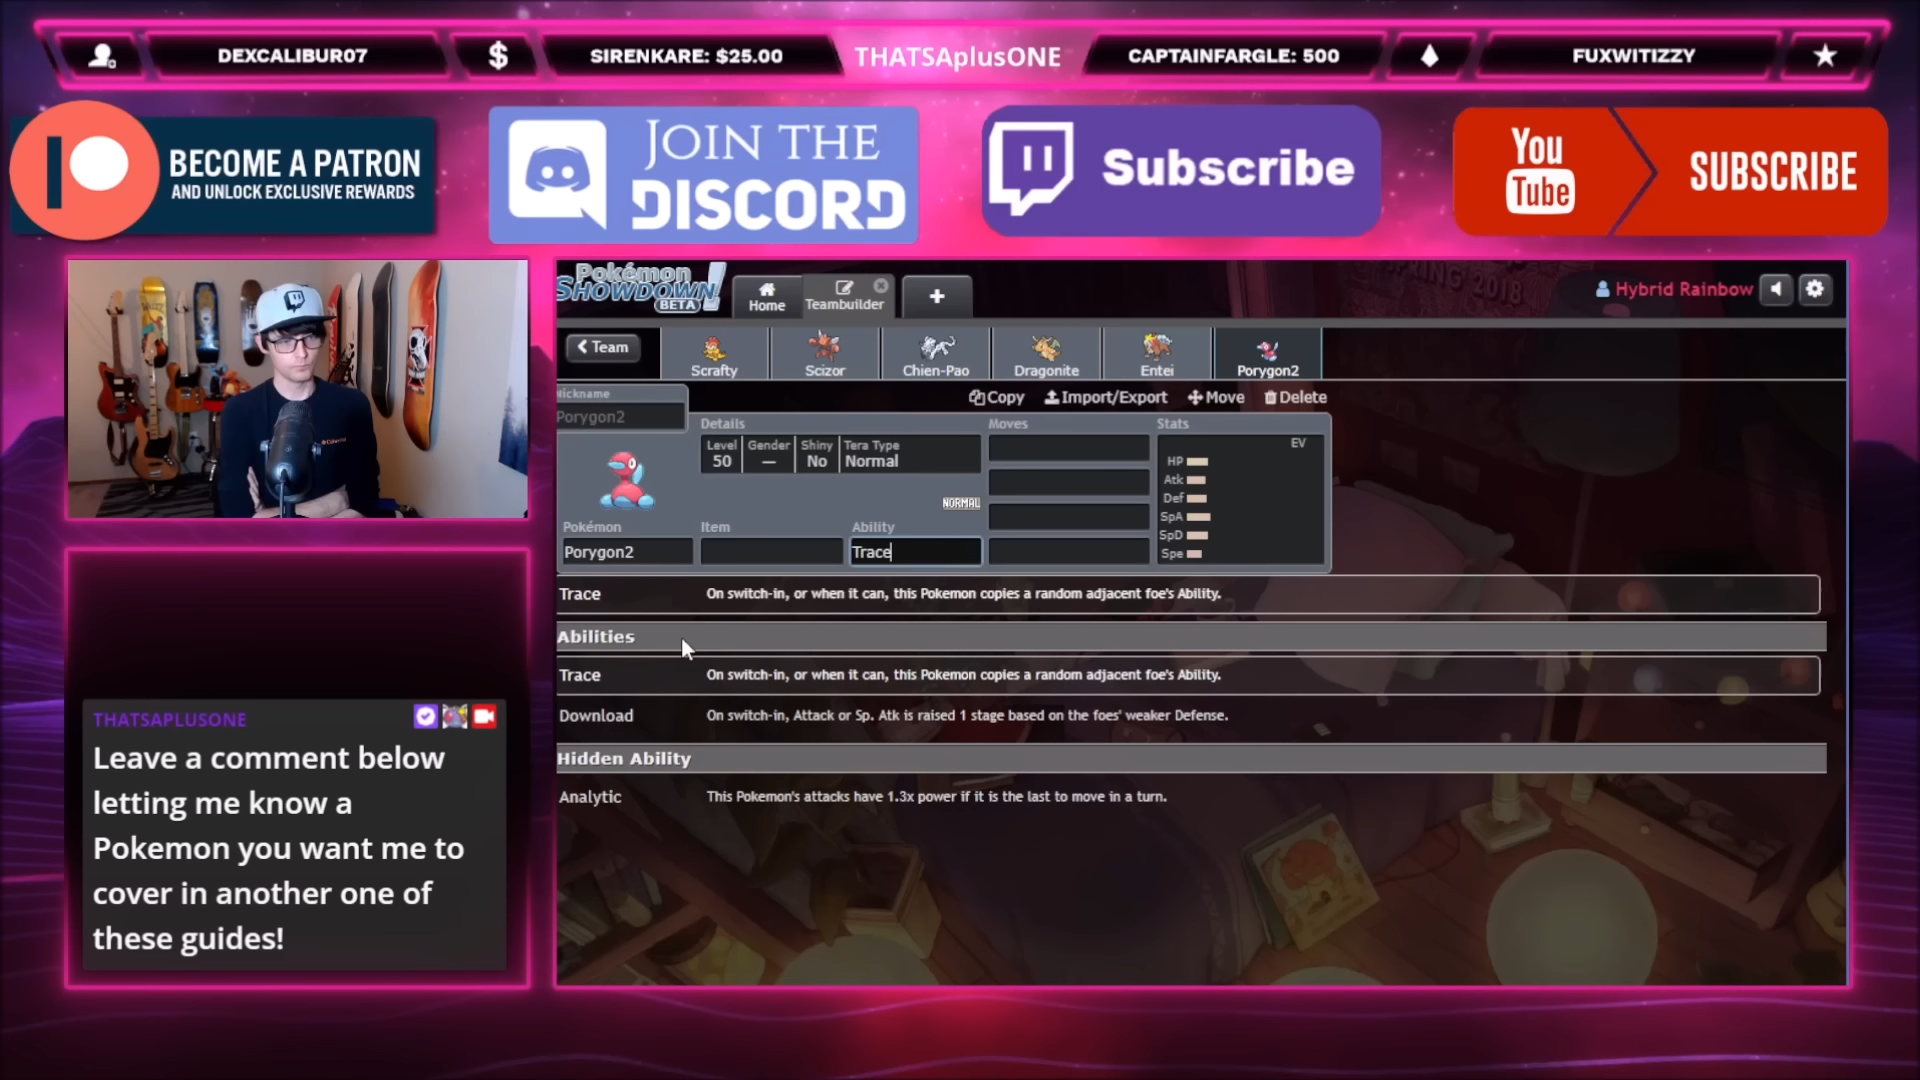 DEXCALIBUR07
$
SIRENKARE: $25.00
THATSAplusONE
CAPTAINFARGLE: 500
FUXWITIZZY
BECOME A PATRON
AND UNLOCK EXCLUSIVE REWARDS
JOIN THE
DISCORD
Subscribe
You
Tube
SUBSCRIBE
Pokémon
SHOWDOWN!
BETA
Home
Teambuilder
+
SPRING 2018
Hybrid Rainbow
Team
Scrafty
Scizor
Chien-Pao
Dragonite
Entei
Porygon2
Copy
Import/Export
Move
Delete
Nickname
Porygon2
Details
Level
50
Gender
—
Shiny
No
Tera Type
Normal
NORMAL
Pokémon
Porygon2
Item
Ability
Trace
Moves
Stats
EV
HP
Atk
Def
SpA
SpD
Spe
Trace On switch-in, or when it can, this Pokemon copies a random adjacent foe's Ability.
Abilities
Trace On switch-in, or when it can, this Pokemon copies a random adjacent foe's Ability.
Download On switch-in, Attack or Sp. Atk is raised 1 stage based on the foes' weaker Defense.
Hidden Ability
Analytic This Pokemon's attacks have 1.3x power if it is the last to move in a turn.
THATSAPLUSONE
Leave a comment below
letting me know a
Pokemon you want me to
cover in another one of
these guides!